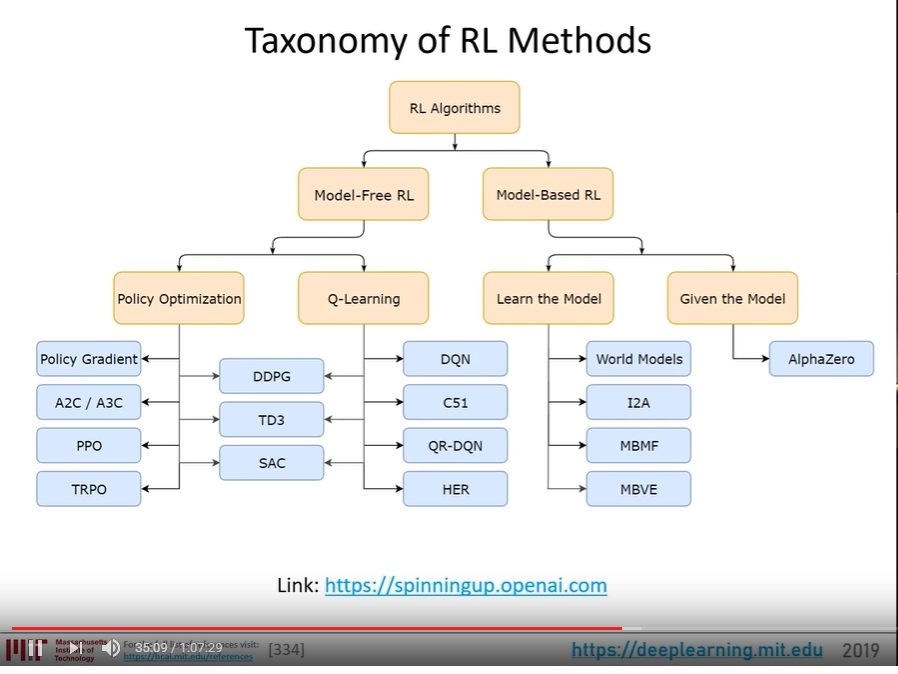 Taxonomy of RL Methods
RL Algorithms
Model-Free RL
Model-Based RL
Policy Optimization
Q-Learning
Learn the Model
Given the Model
Policy Gradient
A2C / A3C
PPO
TRPO
DDPG
TD3
SAC
DQN
C51
QR-DQN
HER
World Models
I2A
MBMF
MBVE
AlphaZero
Link: https://spinningup.openai.com
Massachusetts
Institute of
Technology
For the full list of references visit:
https://hcai.mit.edu/references
35:09 / 1:07:29
[334]
https://deeplearning.mit.edu
2019